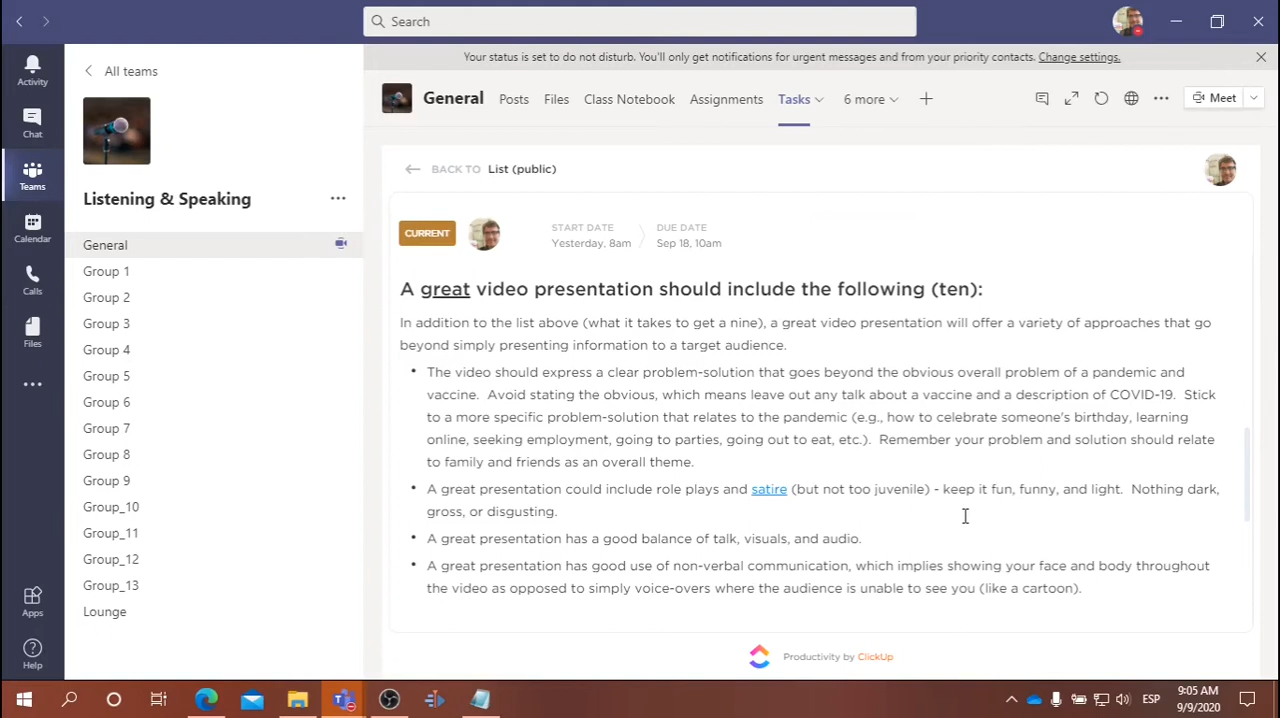 Search
Your status is set to do not disturb. You'll only get notifications for urgent messages and from your priority contacts. Change settings.
Activity
Chat
Teams
Calendar
Calls
Files
Apps
Help
All teams
Listening & Speaking
General
Group 1
Group 2
Group 3
Group 4
Group 5
Group 6
Group 7
Group 8
Group 9
Group_10
Group_11
Group_12
Group_13
Lounge
General Posts Files Class Notebook Assignments Tasks 6 more Meet
BACK TO List (public)
CURRENT
START DATE
Yesterday, 8am
DUE DATE
Sep 18, 10am
A great video presentation should include the following (ten):
In addition to the list above (what it takes to get a nine), a great video presentation will offer a variety of approaches that go
beyond simply presenting information to a target audience.
• The video should express a clear problem-solution that goes beyond the obvious overall problem of a pandemic and
vaccine. Avoid stating the obvious, which means leave out any talk about a vaccine and a description of COVID-19. Stick
to a more specific problem-solution that relates to the pandemic (e.g., how to celebrate someone's birthday, learning
online, seeking employment, going to parties, going out to eat, etc.). Remember your problem and solution should relate
to family and friends as an overall theme.
• A great presentation could include role plays and satire (but not too juvenile) - keep it fun, funny, and light. Nothing dark,
gross, or disgusting.
• A great presentation has a good balance of talk, visuals, and audio.
• A great presentation has good use of non-verbal communication, which implies showing your face and body throughout
the video as opposed to simply voice-overs where the audience is unable to see you (like a cartoon).
Productivity by ClickUp
ESP
9:05 AM
9/9/2020